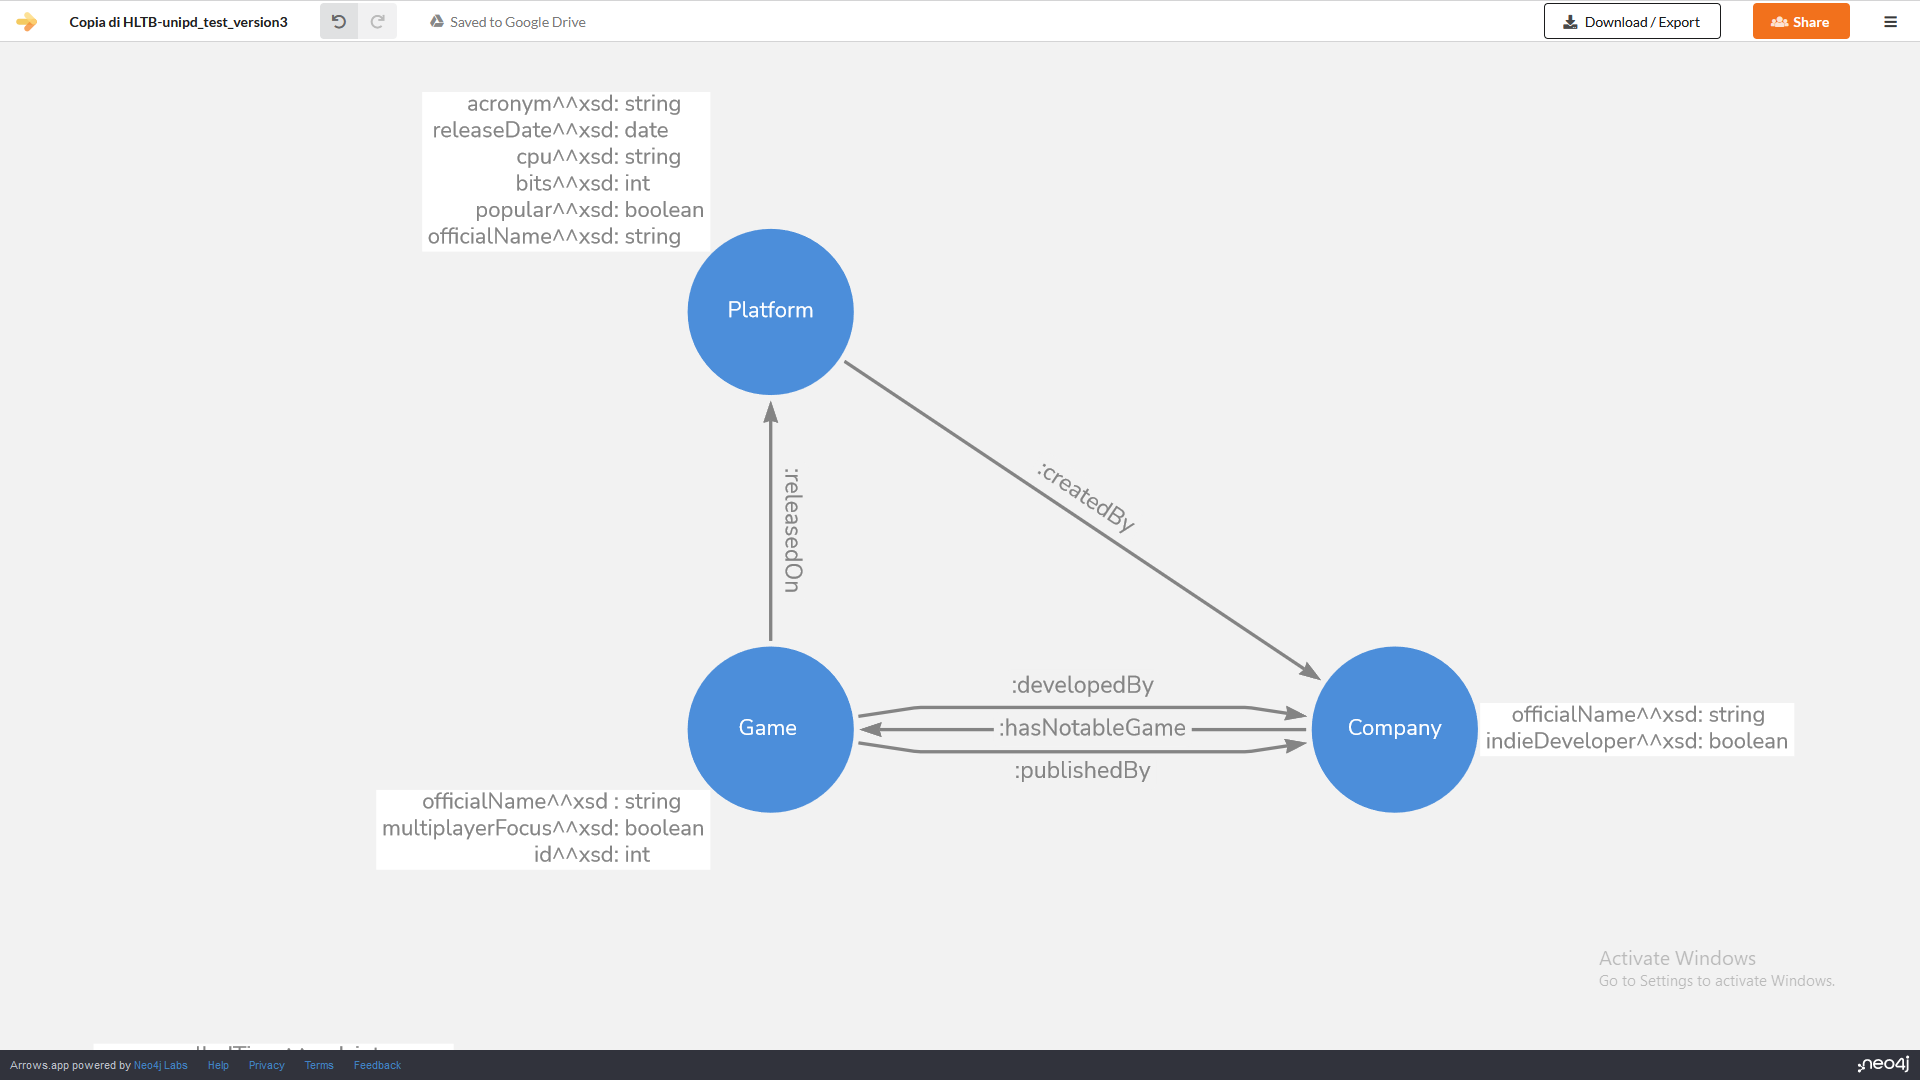 Copia di HLTB-unipd_test_version3
Saved to Google Drive
Download / Export
Share
acronym^^xsd: string
releaseDate^^xsd: date
cpu^^xsd: string
bits^^xsd: int
popular^^xsd: boolean
officialName^^xsd: string
Platform
:createdBy
:releasedOn
:developedBy
Game
:hasNotableGame
Company
officialName^^xsd: string
indieDeveloper^^xsd: boolean
:publishedBy
officialName^^xsd : string
multiplayerFocus^^xsd: boolean
id^^xsd: int
Activate Windows
Go to Settings to activate Windows.
Arrows.app powered by Neo4j Labs
Help
Privacy
Terms
Feedback
neo4j